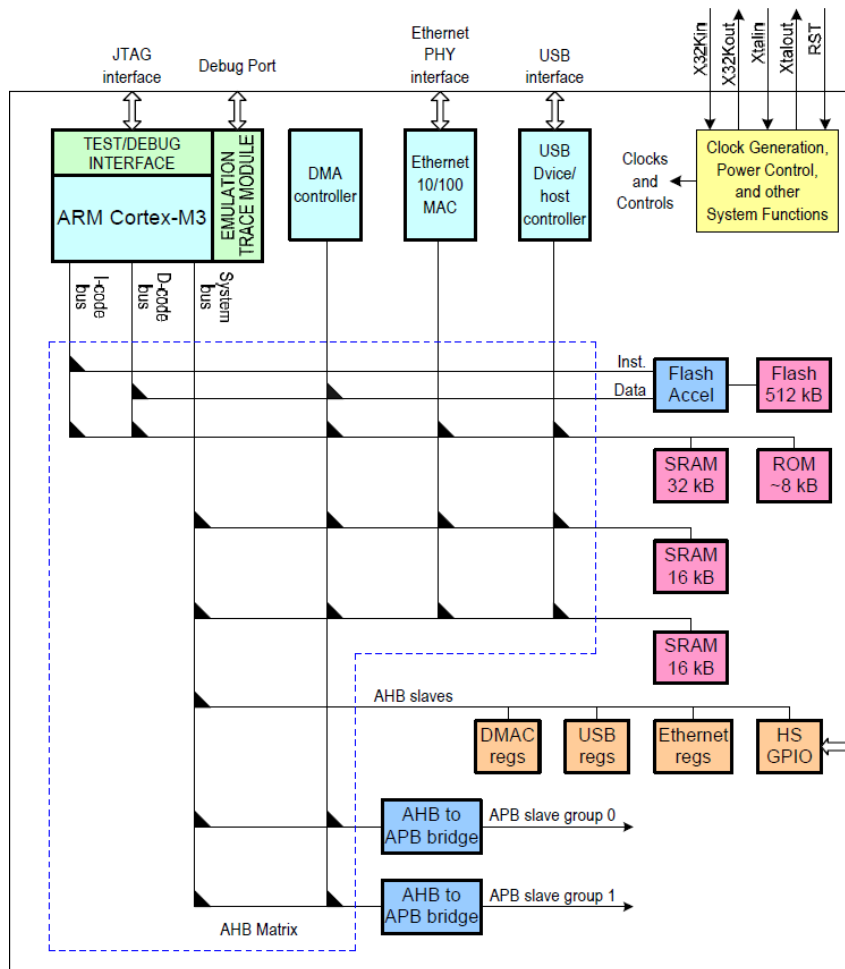 JTAG
interface
Debug Port
Ethernet
PHY
interface
USB
interface
X32Kin
X32Kout
Xtalin
Xtalout
RST
TEST/DEBUG
INTERFACE
ARM Cortex-M3
EMULATION
TRACE MODULE
DMA
controller
Ethernet
10/100
MAC
USB
Dvice/
host
controller
Clocks
and
Controls
Clock Generation,
Power Control,
and other
System Functions
I-code
bus
D-code
bus
System
bus
Inst.
Data
Flash
Accel
Flash
512 kB
SRAM
32 kB
ROM
~8 kB
SRAM
16 kB
SRAM
16 kB
AHB slaves
DMAC
regs
USB
regs
Ethernet
regs
HS
GPIO
AHB to
APB bridge
APB slave group 0
AHB to
APB bridge
APB slave group 1
AHB Matrix